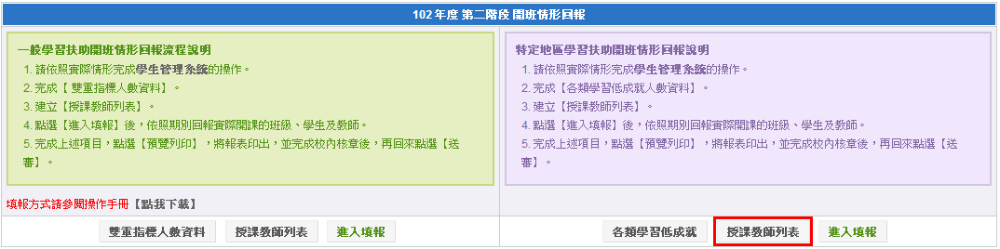 102 年度 第二階段 開班情形回報
一般學習扶助開班情形回報流程說明
1. 請依照實際情形完成學生管理系統的操作。
2. 完成【 雙重指標人數資料】。
3. 建立【授課教師列表】。
4. 點選【進入填報】後，依照期別回報實際開課的班級、學生及教師。
5. 完成上述項目，點選【預覽列印】，將報表印出，並完成校內核章後，再回來點選【送
審】。
填報方式請參閱操作手冊【點我下載】
雙重指標人數資料 授課教師列表 進入填報
特定地區學習扶助開班情形回報說明
1. 請依照實際情形完成學生管理系統的操作。
2. 完成【各類學習低成就人數資料】。
3. 建立【授課教師列表】。
4. 點選【進入填報】後，依照期別回報實際開課的班級、學生及教師。
5. 完成上述項目，點選【預覽列印】，將報表印出，並完成校內核章後，再回來點選【送
審】。
各類學習低成就 授課教師列表 進入填報